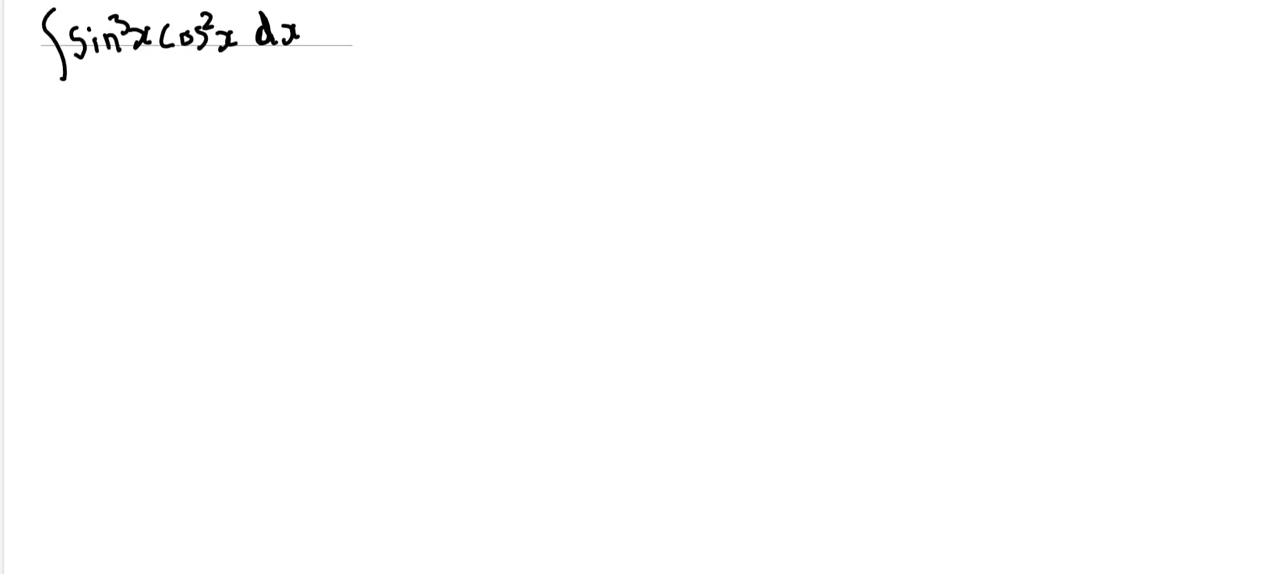 ∫ sin³x cos²x dx